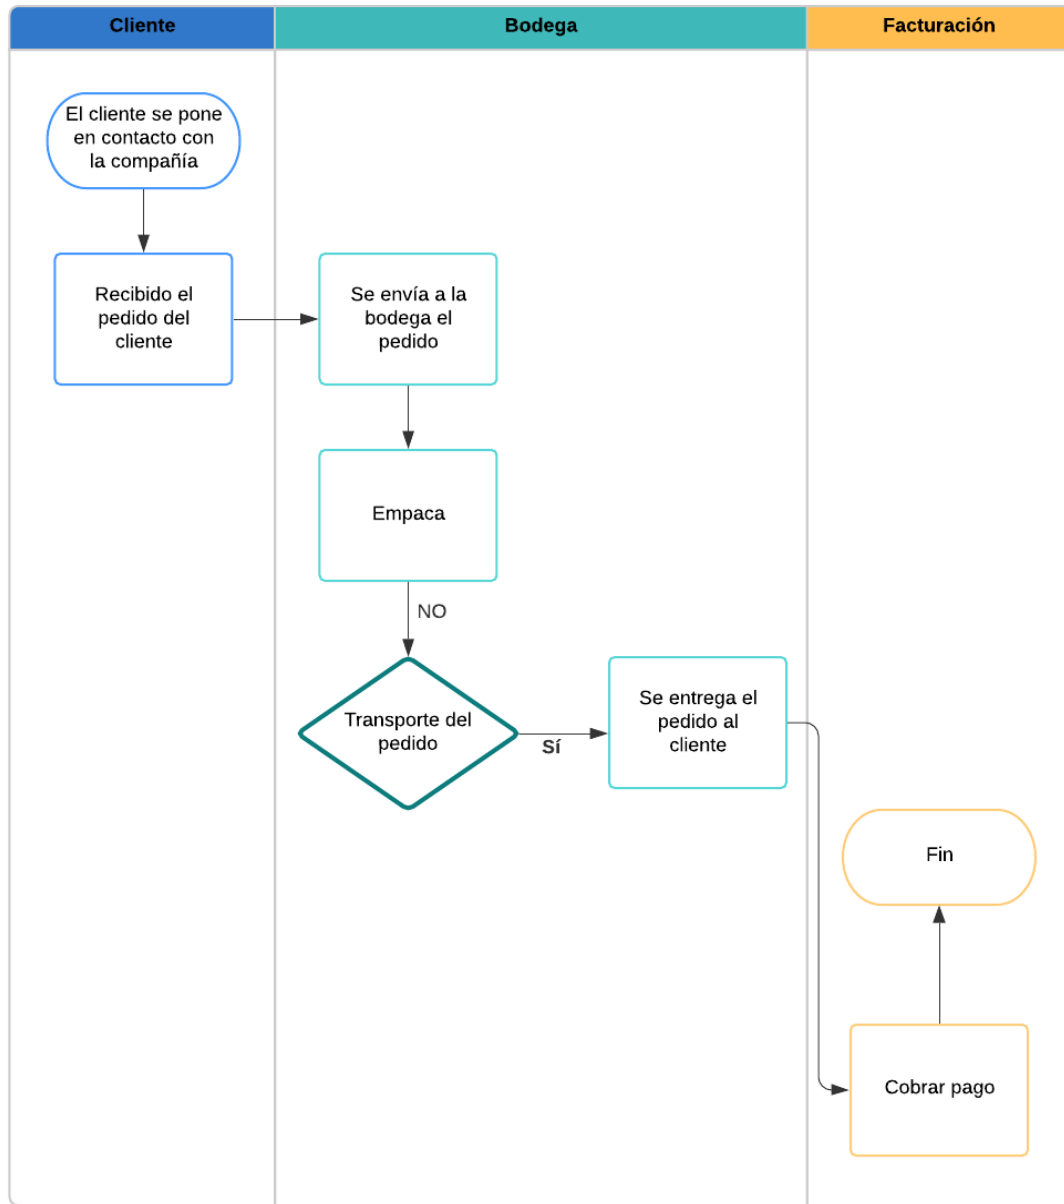 Cliente
Bodega
Facturación
El cliente se pone
en contacto con
la compañía
Recibido el
pedido del
cliente
Se envía a la
bodega el
pedido
Empaca
NO
Transporte del
pedido
Sí
Se entrega el
pedido al
cliente
Fin
Cobrar pago